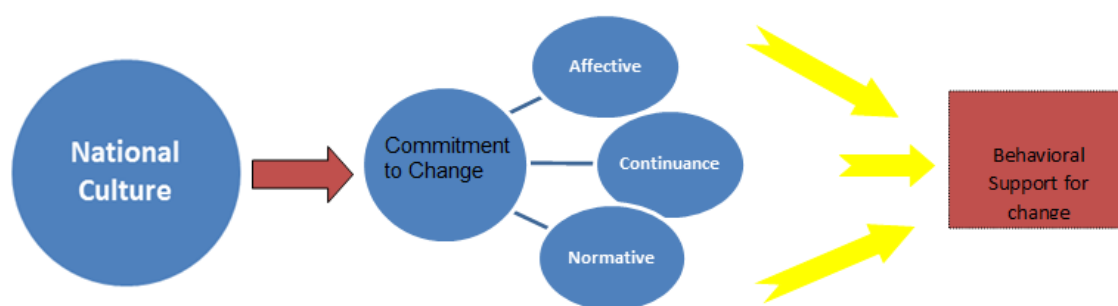 National
Culture
Commitment
to Change
Affective
Continuance
Normative
Behavioral
Support for
change